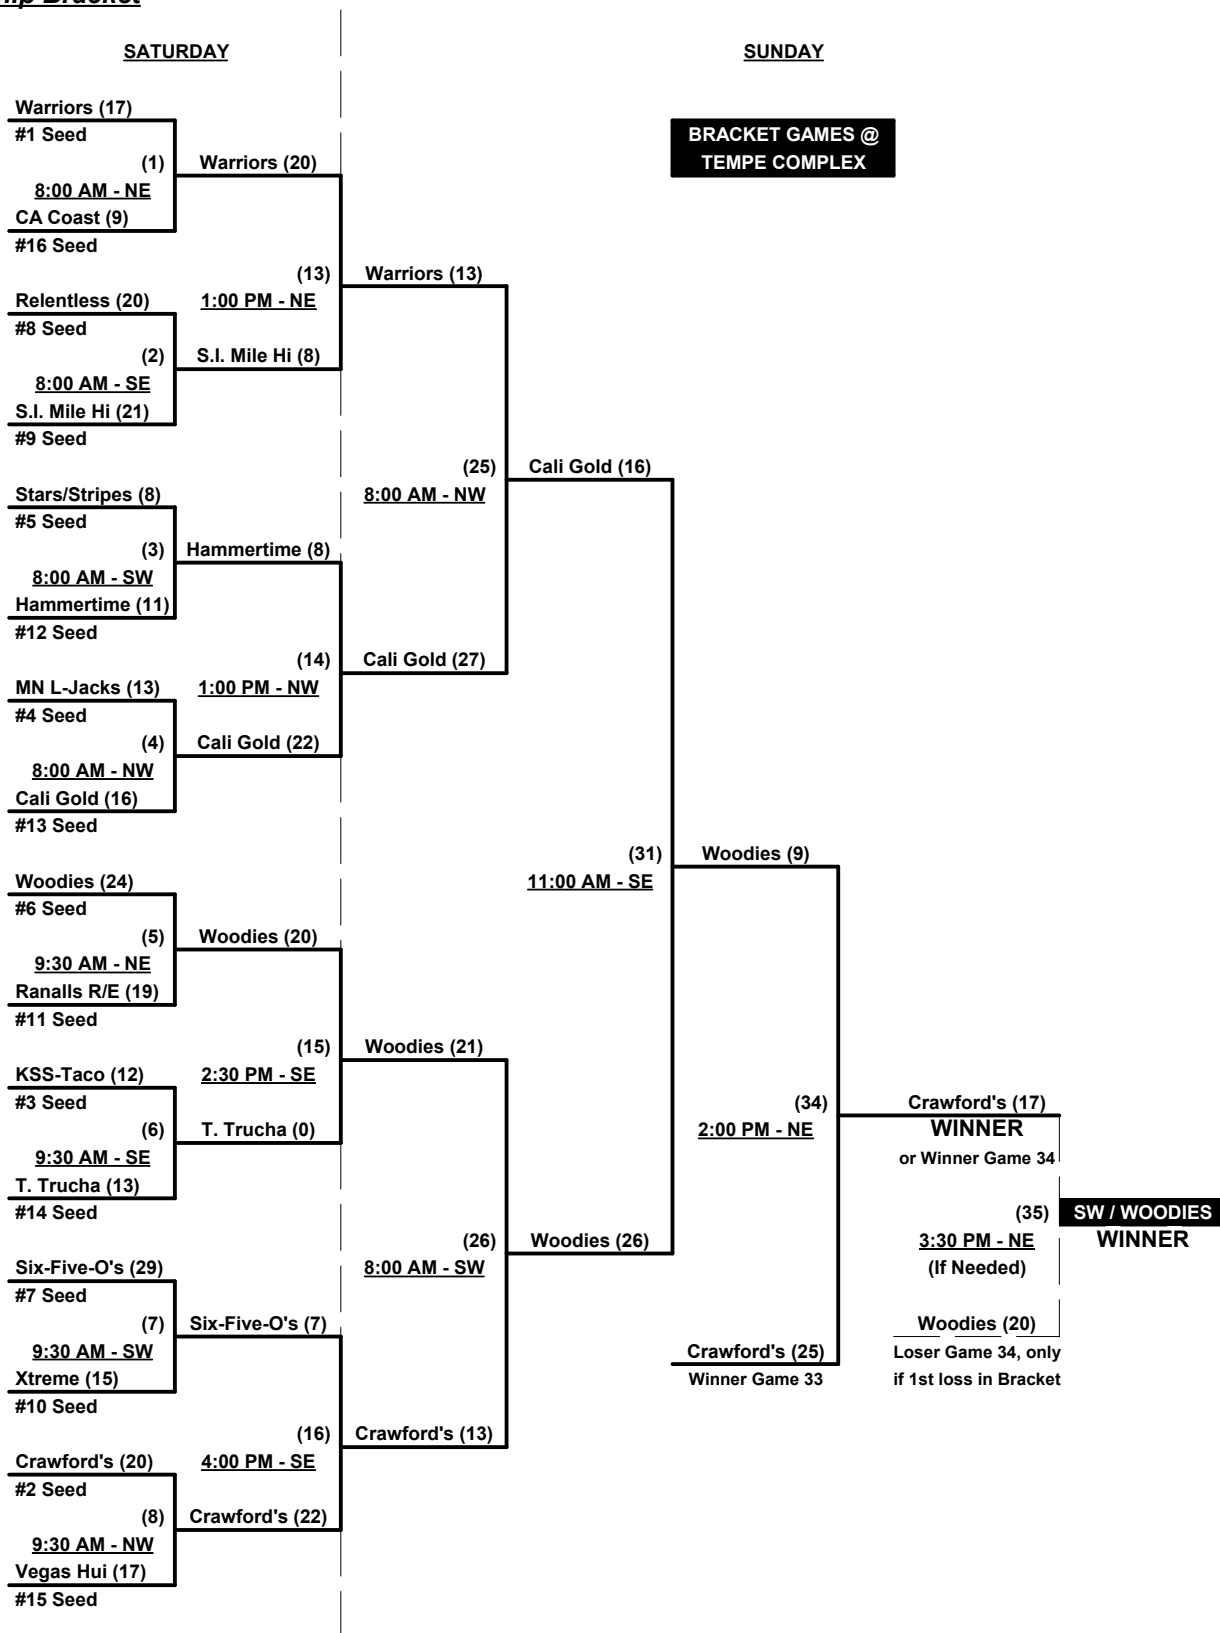 SATURDAY
SUNDAY
Warriors (17)
#1 Seed
BRACKET GAMES @
TEMPE COMPLEX
(1)
Warriors (20)
8:00 AM - NE
CA Coast (9)
#16 Seed
(13)
Warriors (13)
Relentless (20)
1:00 PM - NE
#8 Seed
(2)
S.I. Mile Hi (8)
8:00 AM - SE
S.I. Mile Hi (21)
#9 Seed
(25)
Cali Gold (16)
Stars/Stripes (8)
8:00 AM - NW
#5 Seed
(3)
Hammertime (8)
8:00 AM - SW
Hammertime (11)
#12 Seed
(14)
Cali Gold (27)
MN L-Jacks (13)
1:00 PM - NW
#4 Seed
(4)
Cali Gold (22)
8:00 AM - NW
Cali Gold (16)
#13 Seed
(31)
Woodies (9)
Woodies (24)
11:00 AM - SE
#6 Seed
(5)
Woodies (20)
9:30 AM - NE
Ranalls R/E (19)
#11 Seed
(15)
Woodies (21)
KSS-Taco (12)
2:30 PM - SE
#3 Seed
(34)
Crawford's (17)
(6)
T. Trucha (0)
2:00 PM - NE
WINNER
9:30 AM - SE
or Winner Game 34
T. Trucha (13)
#14 Seed
(35)
SW / WOODIES
(26)
Woodies (26)
3:30 PM - NE
WINNER
Six-Five-O's (29)
8:00 AM - SW
(If Needed)
#7 Seed
(7)
Six-Five-O's (7)
Woodies (20)
9:30 AM - SW
Crawford's (25)
Loser Game 34, only
Xtreme (15)
Winner Game 33
if 1st loss in Bracket
#10 Seed
(16)
Crawford's (13)
Crawford's (20)
4:00 PM - SE
#2 Seed
(8)
Crawford's (22)
9:30 AM - NW
Vegas Hui (17)
#15 Seed